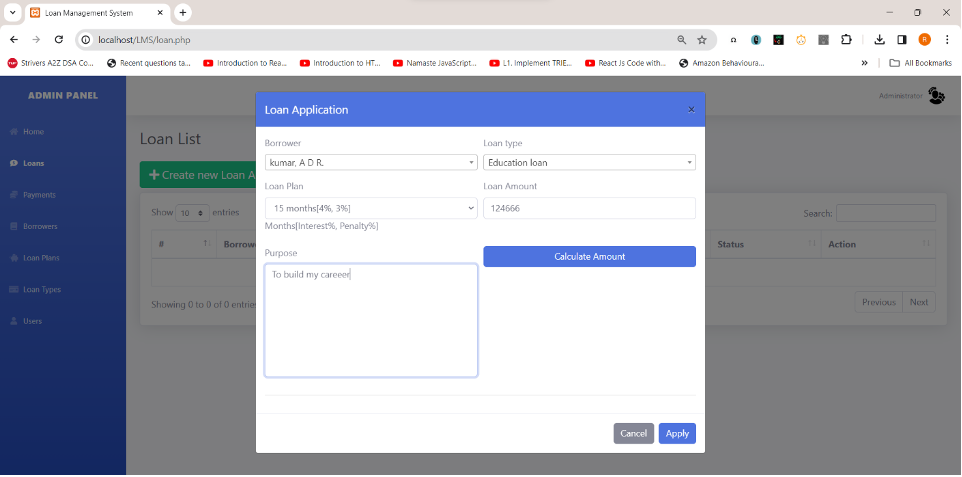 Loan Management System
localhost/LMS/loan.php
Strivers A2Z DSA Co... Recent questions ta... Introduction to Rea... Introduction to HT... Namaste JavaScript... L1. Implement TRIE... React Js Code with... Amazon Behavioura... All Bookmarks
ADMIN PANEL
Administrator
Home
Loans
Payments
Borrowers
Loan Plans
Loan Types
Users
Loan List
Create new Loan A
Show 10 entries
Search:
# Borrow Status Action
Showing 0 to 0 of 0 entries
Previous Next
Loan Application ×
Borrower Loan type
kumar, A D R. Education loan
Loan Plan Loan Amount
15 months[4%, 3%] 124666
Months[Interest%, Penalty%]
Purpose Calculate Amount
To build my careeer
Cancel Apply